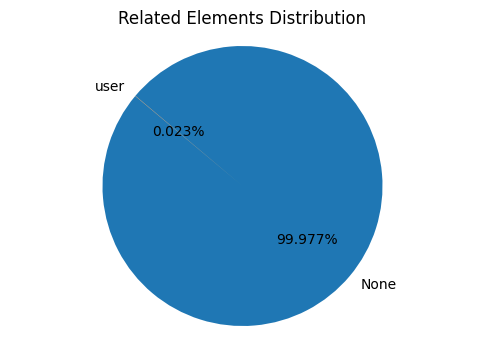 Related Elements Distribution
user
0.023%
99.977%
None